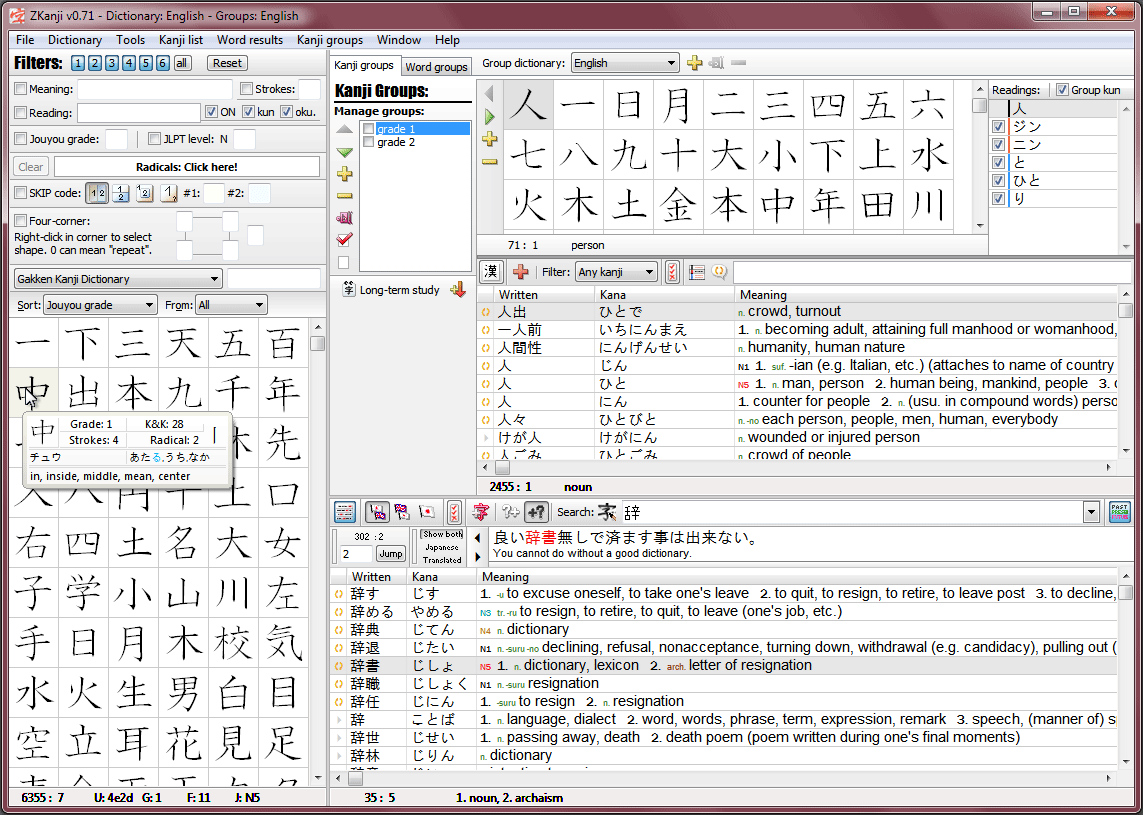 ZKanji v0.71 - Dictionary: English - Groups: English
File Dictionary Tools Kanji list Word results Kanji groups Window Help
Filters: 1 2 3 4 5 6 all Reset
Meaning: Strokes:
Reading: ON kun oku.
Jouyou grade: JLPT level: N
Clear Radicals: Click here!
SKIP code: #1: #2:
Four-corner:
Right-click in corner to select
shape. 0 can mean "repeat".
Gakken Kanji Dictionary
Sort: Jouyou grade From: All
一 下 三 天 五 百
中 出 本 九 千 年
中 Grade: 1 K&K: 28
Strokes: 4 Radical: 2 丨
チュウ あたる,うち,なか
in, inside, middle, mean, center
先
口
右 四 土 名 大 女
子 学 小 山 川 左
手 日 月 木 校 気
水 火 生 男 白 目
空 立 耳 花 見 足
6355: 7 U: 4e2d G: 1 F: 11 J: N5
Kanji groups Word groups Group dictionary: English
Kanji Groups:
Manage groups:
grade 1
grade 2
Long-term study
人 一 日 月 二 三 四 五 六
七 八 九 十 大 小 下 上 水
火 木 土 金 本 中 年 田 川
71: 1 person
Readings: Group kun
人
ジン
ニン
と
ひと
り
漢 Filter: Any kanji
Written Kana Meaning
人出 ひとで n. crowd, turnout
一人前 いちにんまえ 1. n. becoming adult, attaining full manhood or womanhood,
人間性 にんげんせい n. humanity, human nature
人 じん N1 1. suf. -ian (e.g. Italian, etc.) (attaches to name of country
人 ひと N5 1. n. man, person 2. human being, mankind, people 3.
人 にん 1. counter for people 2. n. (usu. in compound words) perso
人々 ひとびと n.-no each person, people, men, human, everybody
けが人 けがにん n. wounded or injured person
人ごみ ひとごみ n. crowd of people
2455: 1 noun
字 ?+ +? Search: 字 辞 PAST PRESENT FUTURE
302 : 2
2 Jump
Show both
Japanese
Translated
良い辞書無しで済ます事は出来ない。
You cannot do without a good dictionary.
Written Kana Meaning
辞す じす 1. -u to excuse oneself, to take one's leave 2. to quit, to resign, to retire, to leave post 3. to decline,
辞める やめる N3 tr.-ru to resign, to retire, to quit, to leave (one's job, etc.)
辞典 じてん N4 n. dictionary
辞退 じたい N1 n. -suru -no declining, refusal, nonacceptance, turning down, withdrawal (e.g. candidacy), pulling out (
辞書 じしょ N5 1. n. dictionary, lexicon 2. arch. letter of resignation
辞職 じしょく N1 n. -suru resignation
辞任 じにん 1. -suru to resign 2. n. resignation
辞 ことば 1. n. language, dialect 2. word, words, phrase, term, expression, remark 3. speech, (manner of) s
辞世 じせい 1. n. passing away, death 2. death poem (poem written during one's final moments)
辞林 じりん n. dictionary
35: 5 1. noun, 2. archaism